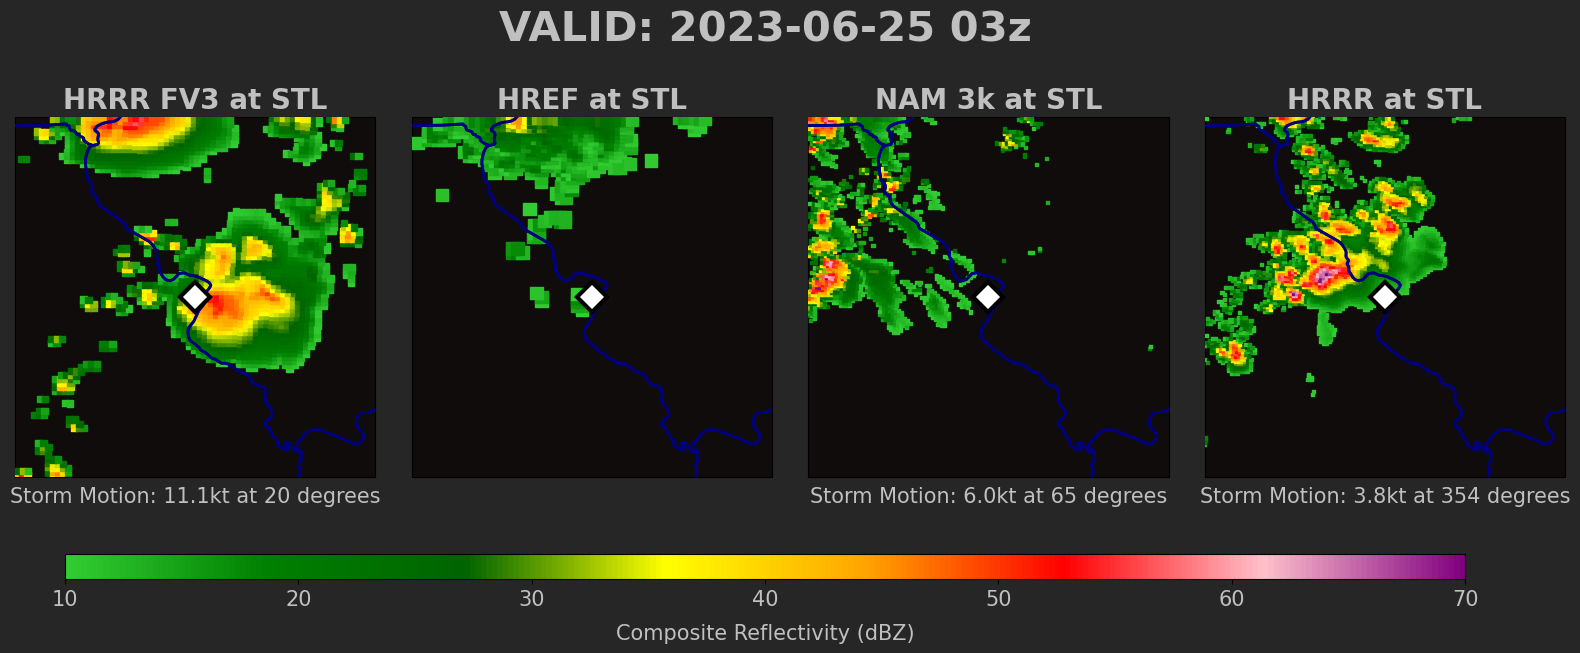 VALID: 2023-06-25 03z
HRRR FV3 at STL
HREF at STL
NAM 3k at STL
HRRR at STL
Storm Motion: 11.1kt at 20 degrees
Storm Motion: 6.0kt at 65 degrees
Storm Motion: 3.8kt at 354 degrees
10 20 30 40 50 60 70
Composite Reflectivity (dBZ)